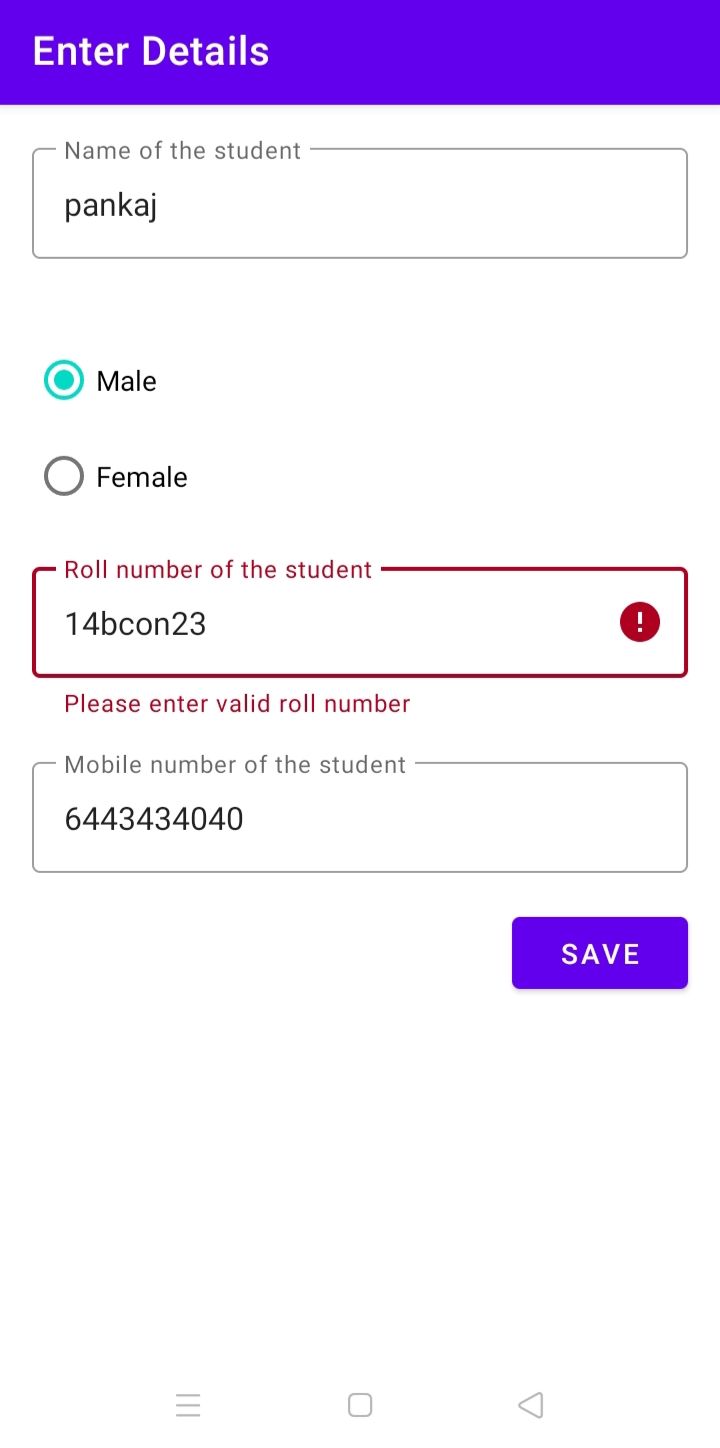 Enter Details
Name of the student
pankaj
Male
Female
Roll number of the student
14bcon23
Please enter valid roll number
Mobile number of the student
6443434040
SAVE